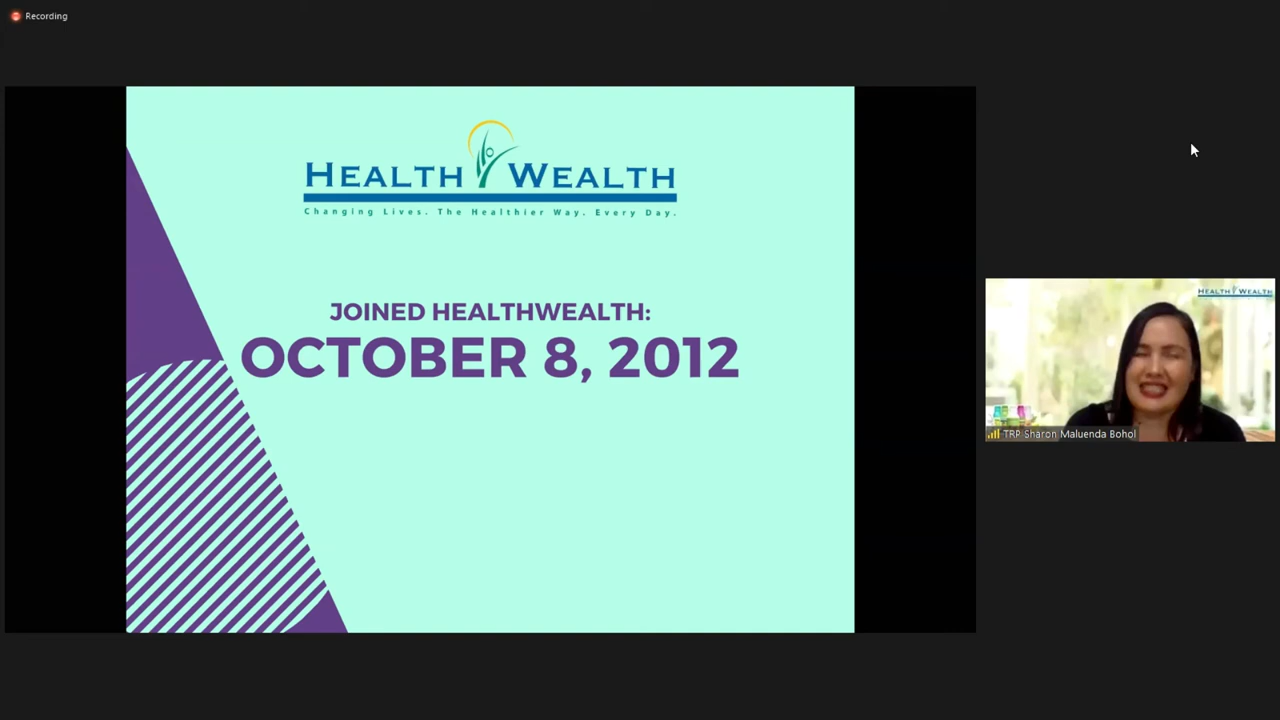 Recording
HEALTH WEALTH
Changing Lives. The Healthier Way. Every Day.
JOINED HEALTHWEALTH:
OCTOBER 8, 2012
HEALTH WEALTH
TRP Sharon Maluenda Bohol